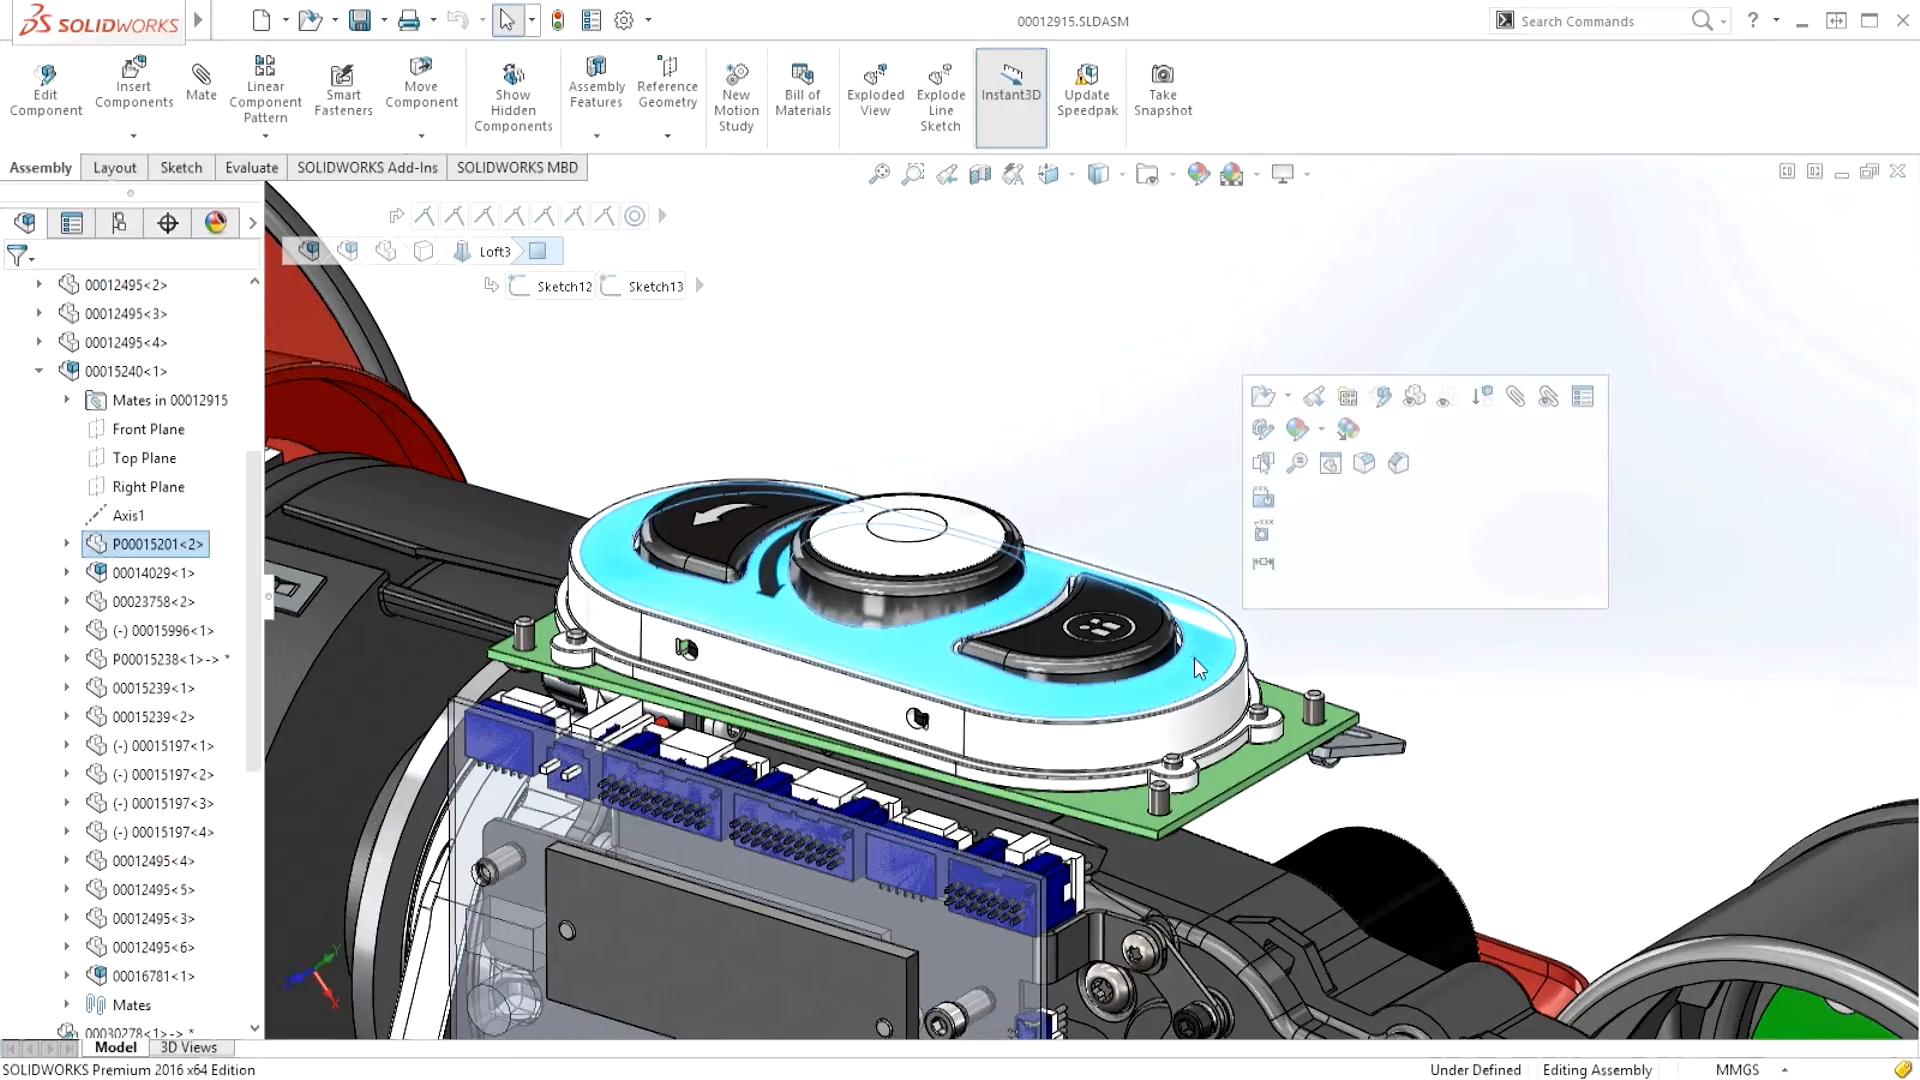 SOLIDWORKS
00012915.SLDASM
Search Commands
?
Edit Component
Insert Components
Mate
Linear Component Pattern
Smart Fasteners
Move Component
Show Hidden Components
Assembly Features
Reference Geometry
New Motion Study
Bill of Materials
Exploded View
Explode Line Sketch
Instant3D
Update Speedpak
Take Snapshot
Assembly
Layout
Sketch
Evaluate
SOLIDWORKS Add-Ins
SOLIDWORKS MBD
Loft3
Sketch12
Sketch13
00012495<2>
00012495<3>
00012495<4>
00015240<1>
Mates in 00012915
Front Plane
Top Plane
Right Plane
Axis1
P00015201<2>
00014029<1>
00023758<2>
(-) 00015996<1>
P00015238<1>-> *
00015239<1>
00015239<2>
(-) 00015197<1>
(-) 00015197<2>
(-) 00015197<3>
(-) 00015197<4>
00012495<4>
00012495<5>
00012495<3>
00012495<6>
00016781<1>
Mates
00030278<1>-> *
Model
3D Views
SOLIDWORKS Premium 2016 x64 Edition
Under Defined
Editing Assembly
MMGS